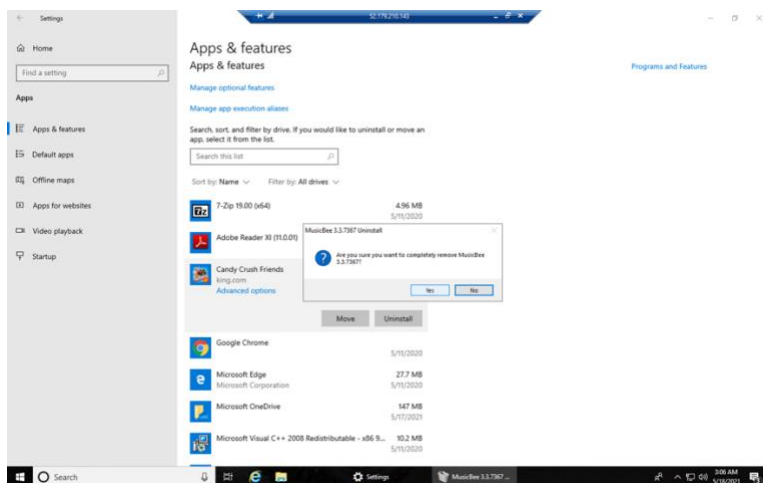 Settings
52.178.210.143
Home
Find a setting
Apps
Apps & features
Default apps
Offline maps
Apps for websites
Video playback
Startup
Apps & features
Apps & features
Programs and Features
Manage optional features
Manage app execution aliases
Search, sort, and filter by drive. If you would like to uninstall or move an
app, select it from the list.
Search this list
Sort by: Name
Filter by: All drives
7-Zip 19.00 (x64)
4.96 MB
5/11/2020
Adobe Reader XI (11.0.01)
MusicBee 3.3.7367 Uninstall
Are you sure you want to completely remove MusicBee
3.3.7367?
Yes
No
Candy Crush Friends
king.com
Advanced options
Move
Uninstall
Google Chrome
5/11/2020
Microsoft Edge
27.7 MB
Microsoft Corporation
5/11/2020
Microsoft OneDrive
147 MB
5/17/2021
Microsoft Visual C++ 2008 Redistributable - x86 9...
10.2 MB
5/11/2020
Search
Settings
MusicBee 3.3.7367 ...
3:06 AM
5/18/2021